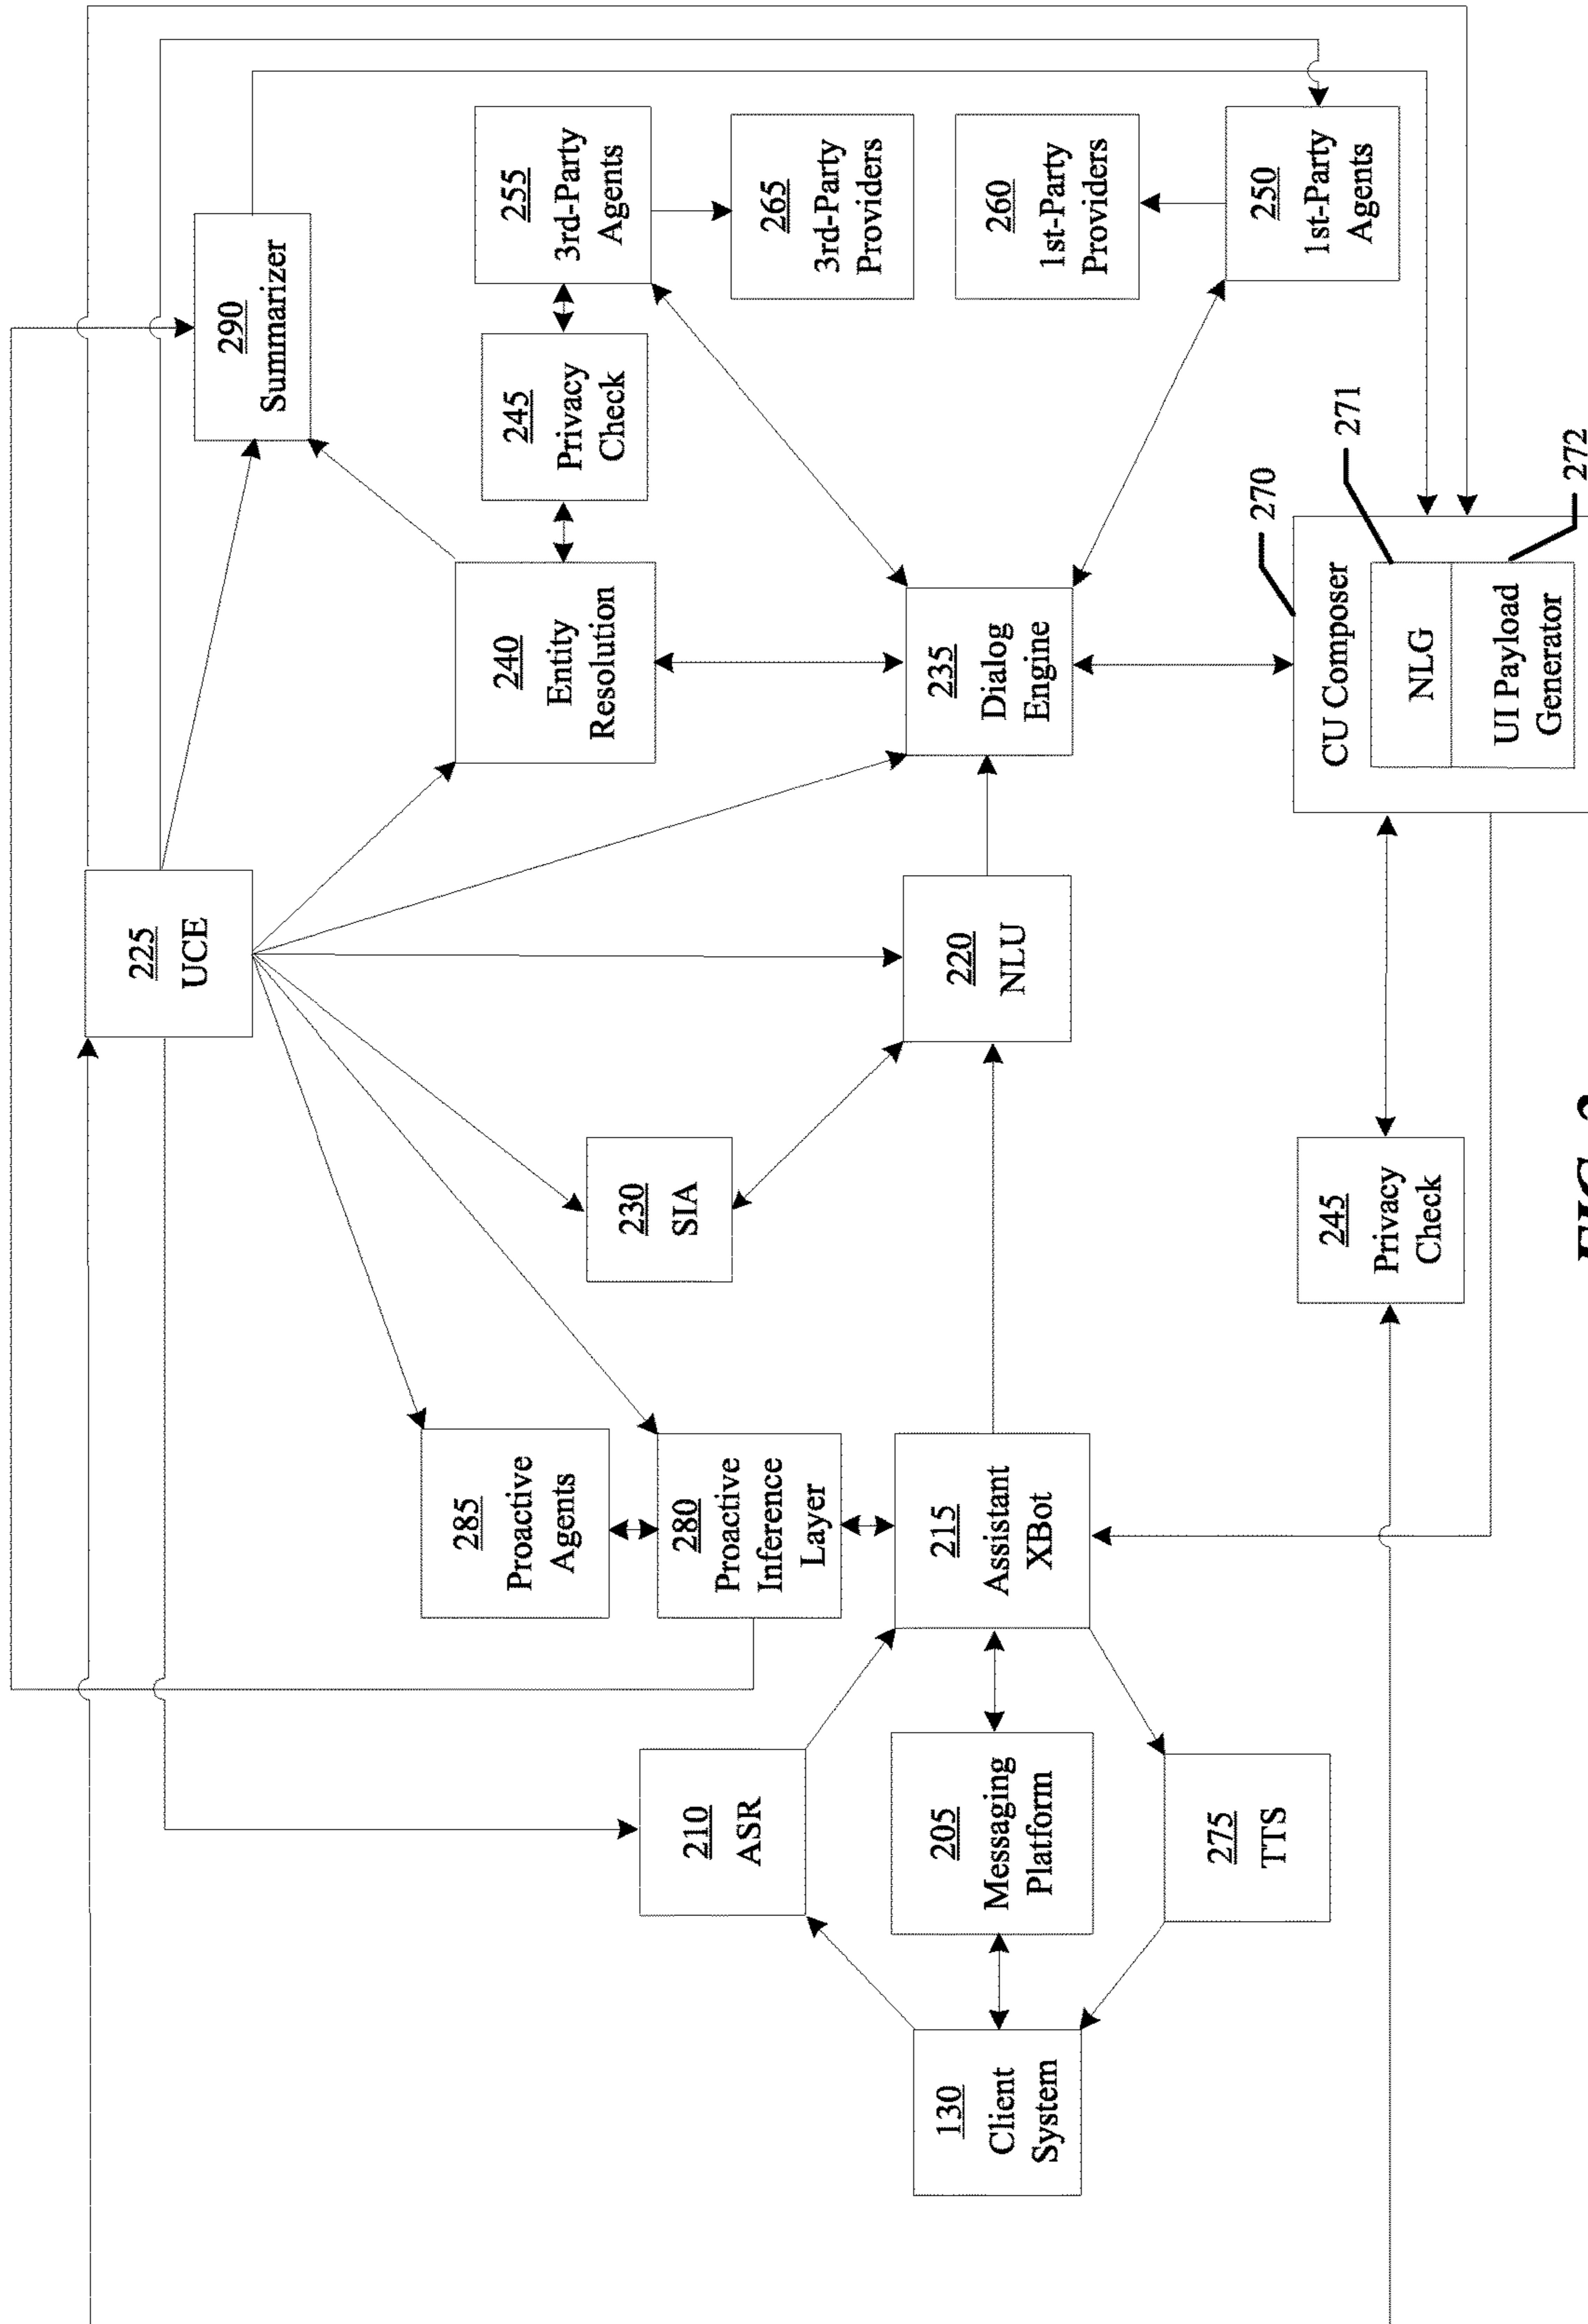 225
UCE
290
Summarizer
285
Proactive
Agents
240
Entity
Resolution
245
Privacy
Check
255
3rd-Party
Agents
230
SIA
210
ASR
280
Proactive
Inference
Layer
265
3rd-Party
Providers
130
Client
System
205
Messaging
Platform
215
Assistant
XBot
220
NLU
235
Dialog
Engine
260
1st-Party
Providers
275
TTS
250
1st-Party
Agents
245
Privacy
Check
270
CU Composer
271
NLG
UI Payload
Generator
272
FIG. 2